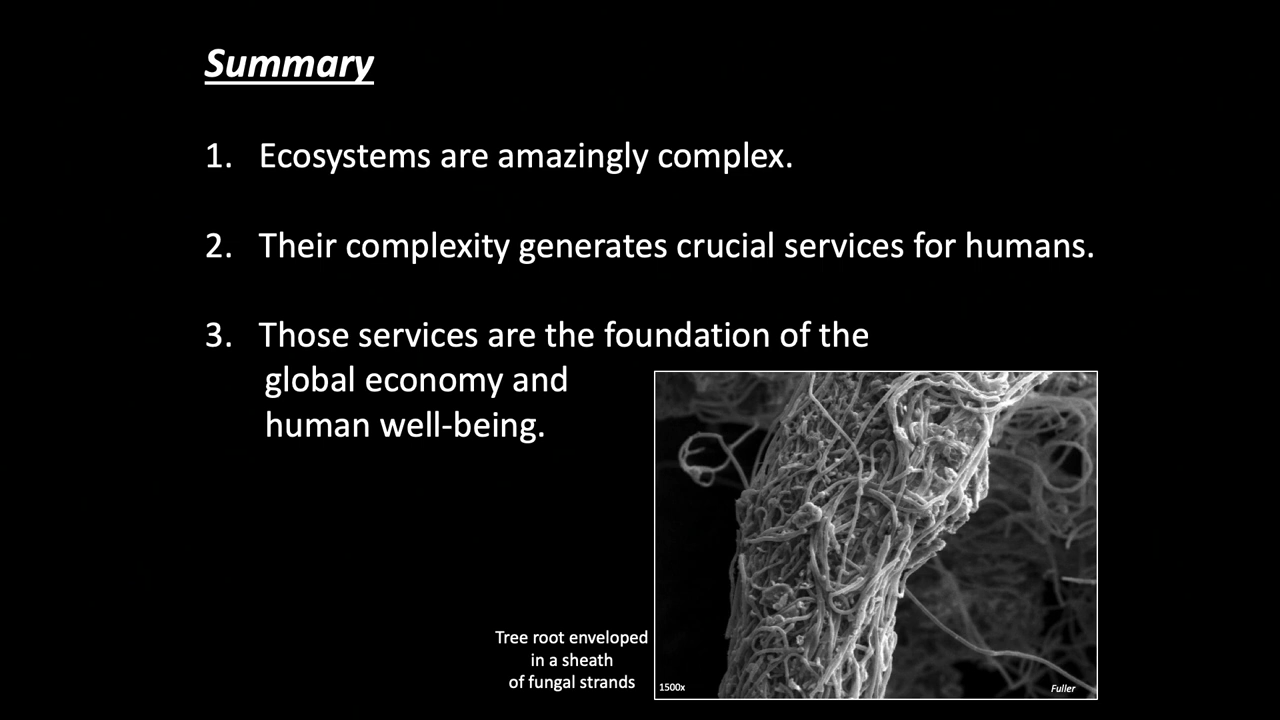 Summary
1. Ecosystems are amazingly complex.
2. Their complexity generates crucial services for humans.
3. Those services are the foundation of the
global economy and
human well-being.
Tree root enveloped
in a sheath
of fungal strands
1500x
Fuller